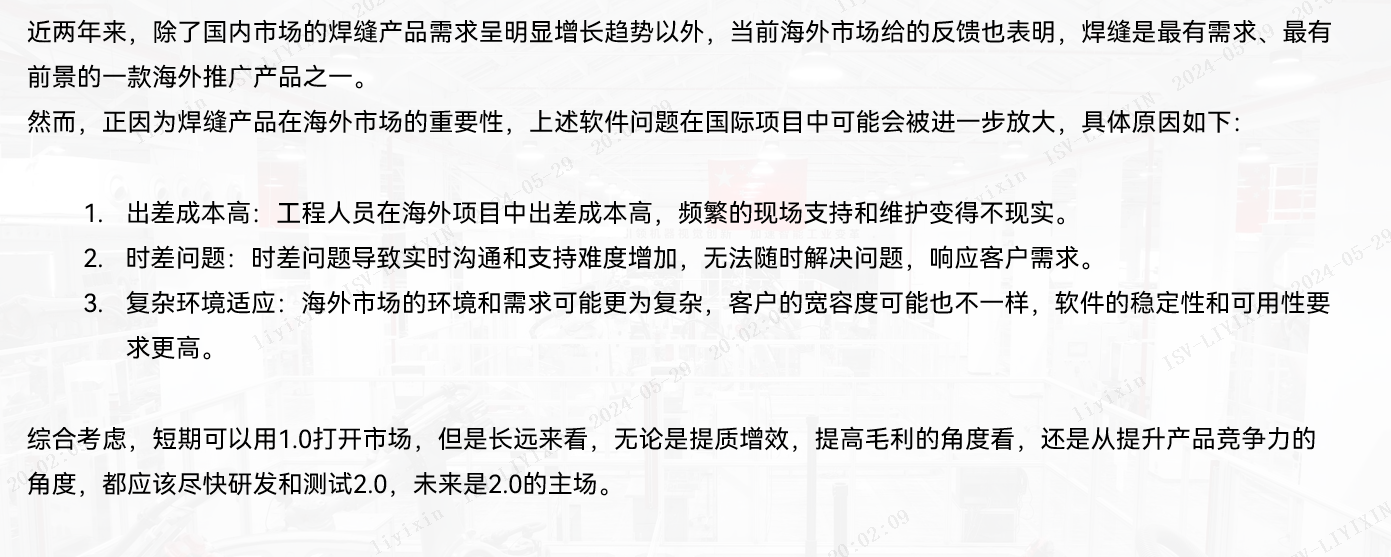 近两年来，除了国内市场的焊缝产品需求呈明显增长趋势以外，当前海外市场给的反馈也表明，焊缝是最有需求、最有
前景的一款海外推广产品之一。
然而，正因为焊缝产品在海外市场的重要性，上述软件问题在国际项目中可能会被进一步放大，具体原因如下：
1. 出差成本高：工程人员在海外项目中出差成本高，频繁的现场支持和维护变得不现实。
2. 时差问题：时差问题导致实时沟通和支持难度增加，无法随时解决问题，响应客户需求。
3. 复杂环境适应：海外市场的环境和需求可能更为复杂，客户的宽容度可能也不一样，软件的稳定性和可用性要
求更高。
综合考虑，短期可以用1.0打开市场，但是长远来看，无论是提质增效，提高毛利的角度看，还是从提升产品竞争力的
角度，都应该尽快研发和测试2.0，未来是2.0的主场。